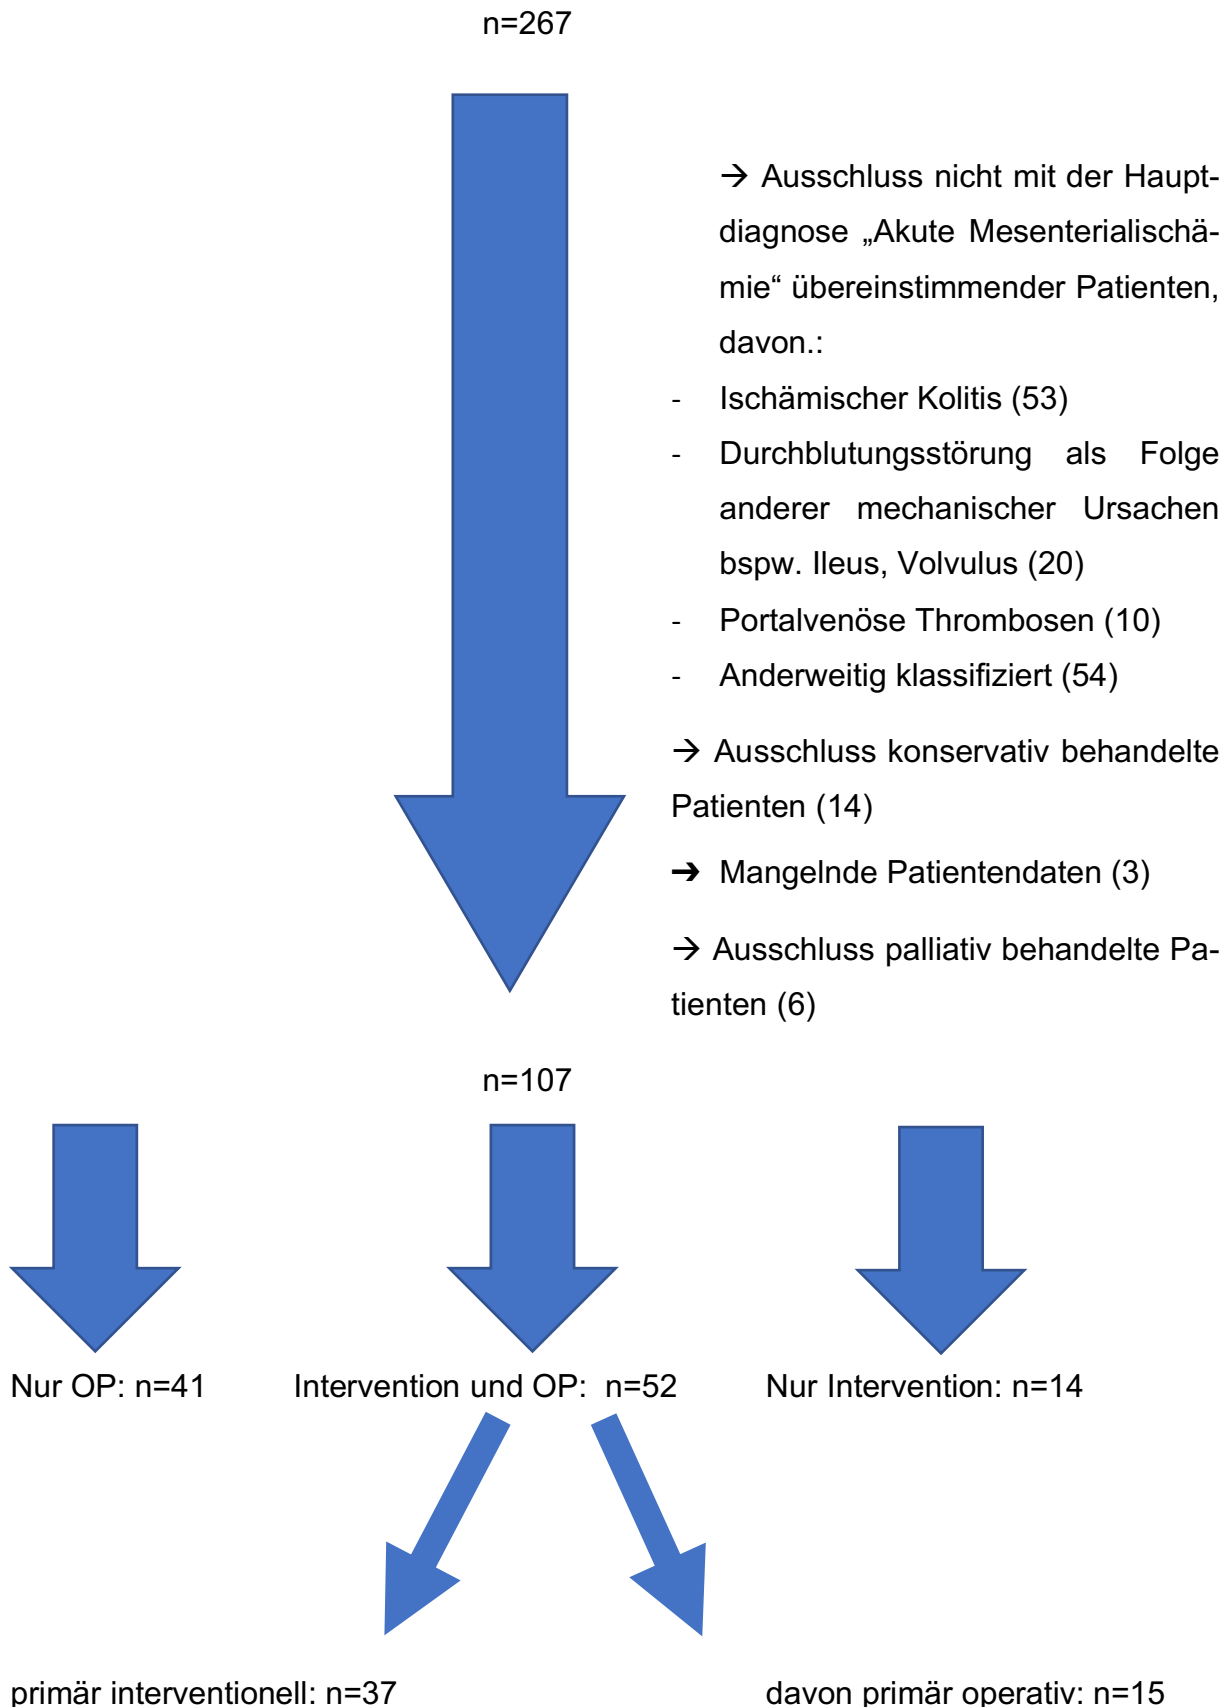 n=267
→ Ausschluss nicht mit der Haupt-
diagnose „Akute Mesenterialischä-
mie“ übereinstimmender Patienten,
davon.:
- Ischämischer Kolitis (53)
- Durchblutungsstörung als Folge
anderer mechanischer Ursachen
bspw. Ileus, Volvulus (20)
- Portalvenöse Thrombosen (10)
- Anderweitig klassifiziert (54)
→ Ausschluss konservativ behandelte
Patienten (14)
➔ Mangelnde Patientendaten (3)
→ Ausschluss palliativ behandelte Pa-
tienten (6)
n=107
Nur OP: n=41 Intervention und OP: n=52 Nur Intervention: n=14
primär interventionell: n=37 davon primär operativ: n=15